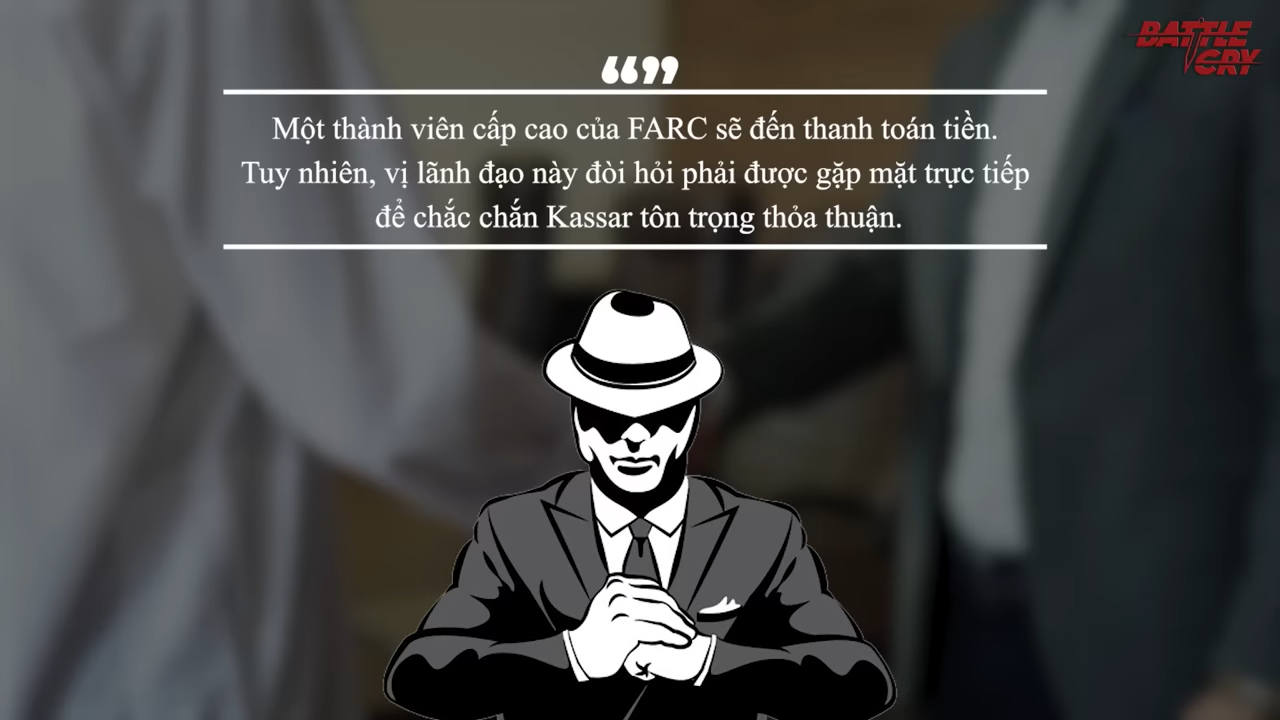 BATTLE
CRY
Một thành viên cấp cao của FARC sẽ đến thanh toán tiền.
Tuy nhiên, vị lãnh đạo này đòi hỏi phải được gặp mặt trực tiếp
để chắc chắn Kassar tôn trọng thỏa thuận.